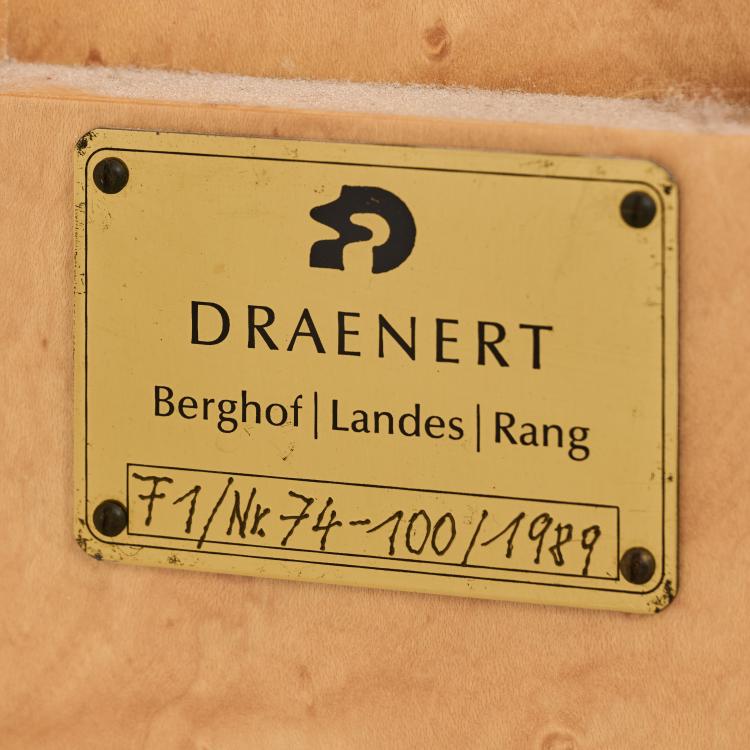 DRAENERT
Berghof|Landes|Rang
F1/Nr. 74-100/1989